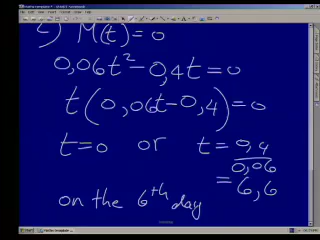 c) M(t)=0
0,06t²-0,4t=0
t(0,06t-0,4)=0
t=0 or t=0,4/0,06
=6,6
on the 6th day